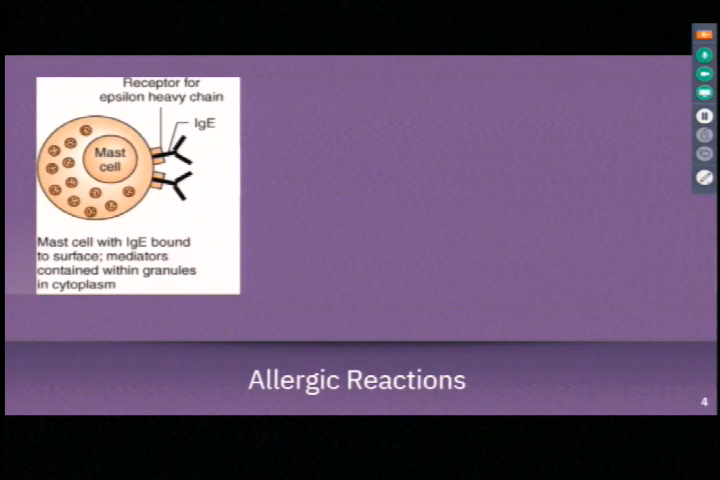 Receptor for
epsilon heavy chain
IgE
Mast
cell
Mast cell with IgE bound
to surface; mediators
contained within granules
in cytoplasm
Allergic Reactions
4